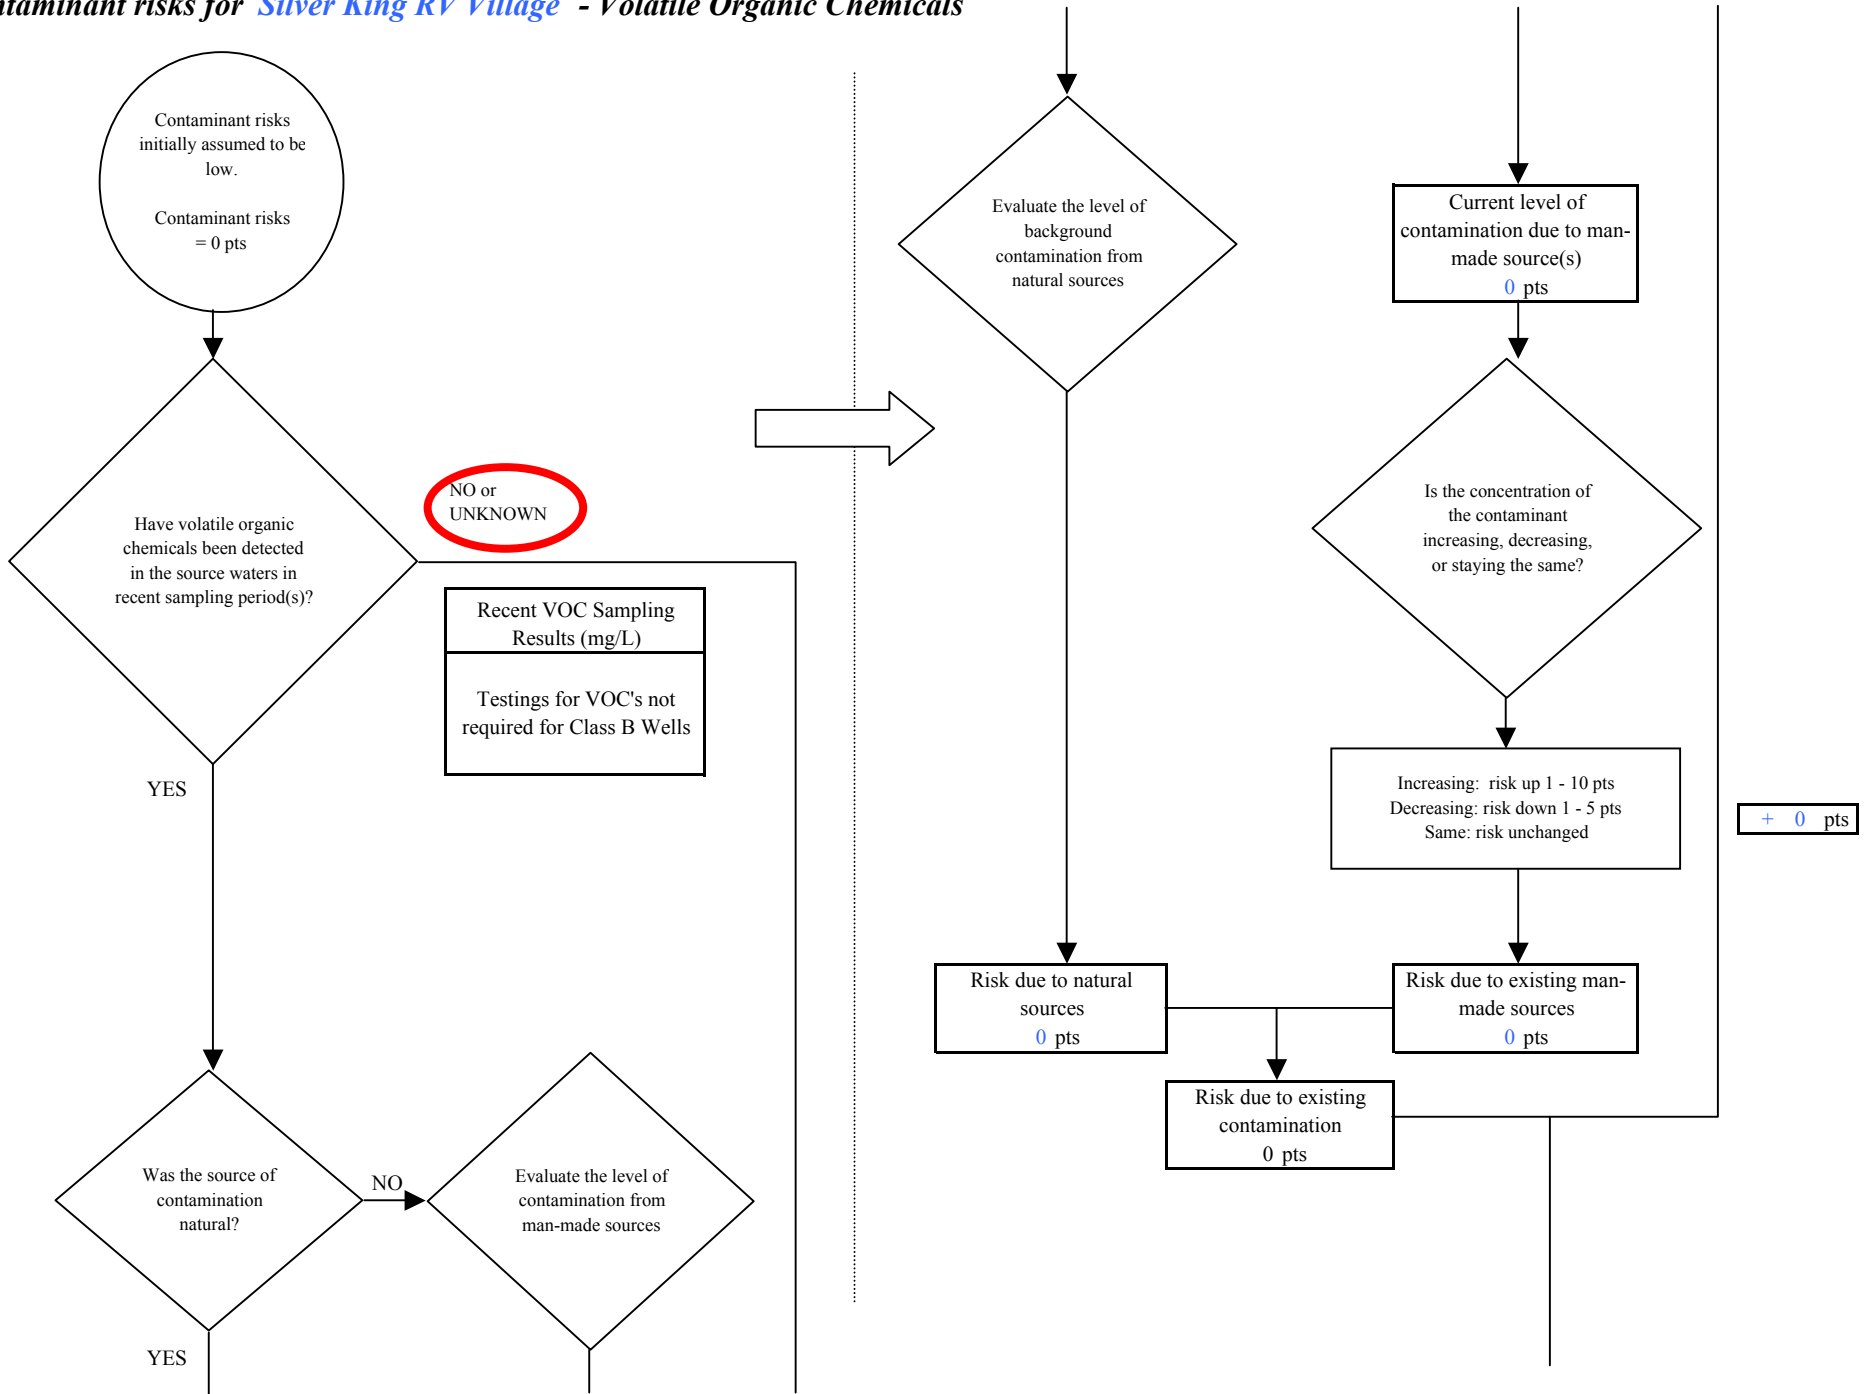 ntaminant risks for Silver King RV Village - Volatile Organic Chemicals
Contaminant risks
initially assumed to be
low.
Contaminant risks
= 0 pts
Have volatile organic
chemicals been detected
in the source waters in
recent sampling period(s)?
NO or
UNKNOWN
Recent VOC Sampling
Results (mg/L)
Testings for VOC's not
required for Class B Wells
YES
Was the source of
contamination
natural?
NO
Evaluate the level of
contamination from
man-made sources
YES
Evaluate the level of
background
contamination from
natural sources
Current level of
contamination due to man-
made source(s)
0 pts
Is the concentration of
the contaminant
increasing, decreasing,
or staying the same?
Increasing: risk up 1 - 10 pts
Decreasing: risk down 1 - 5 pts
Same: risk unchanged
+ 0 pts
Risk due to natural
sources
0 pts
Risk due to existing man-
made sources
0 pts
Risk due to existing
contamination
0 pts